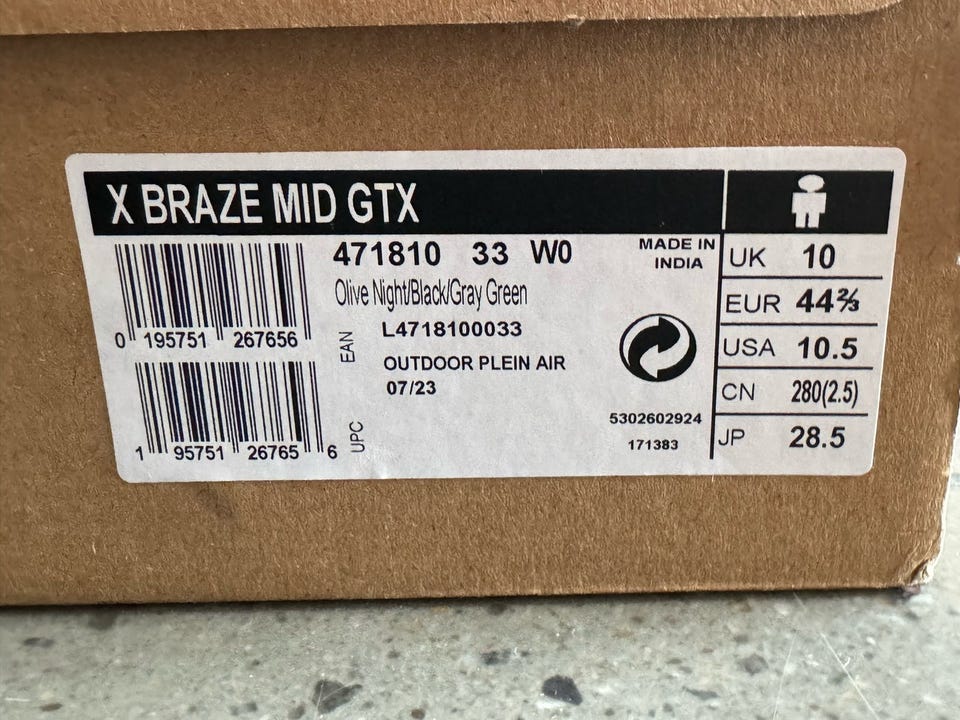 X BRAZE MID GTX
471810 33 W0
MADE IN
INDIA
Olive Night/Black/Gray Green
L4718100033
OUTDOOR PLEIN AIR
07/23
0 195751 267656
EAN
1 95751 26765 6
UPC
5302602924
171383
UK 10
EUR 44⅔
USA 10.5
CN 280(2.5)
JP 28.5